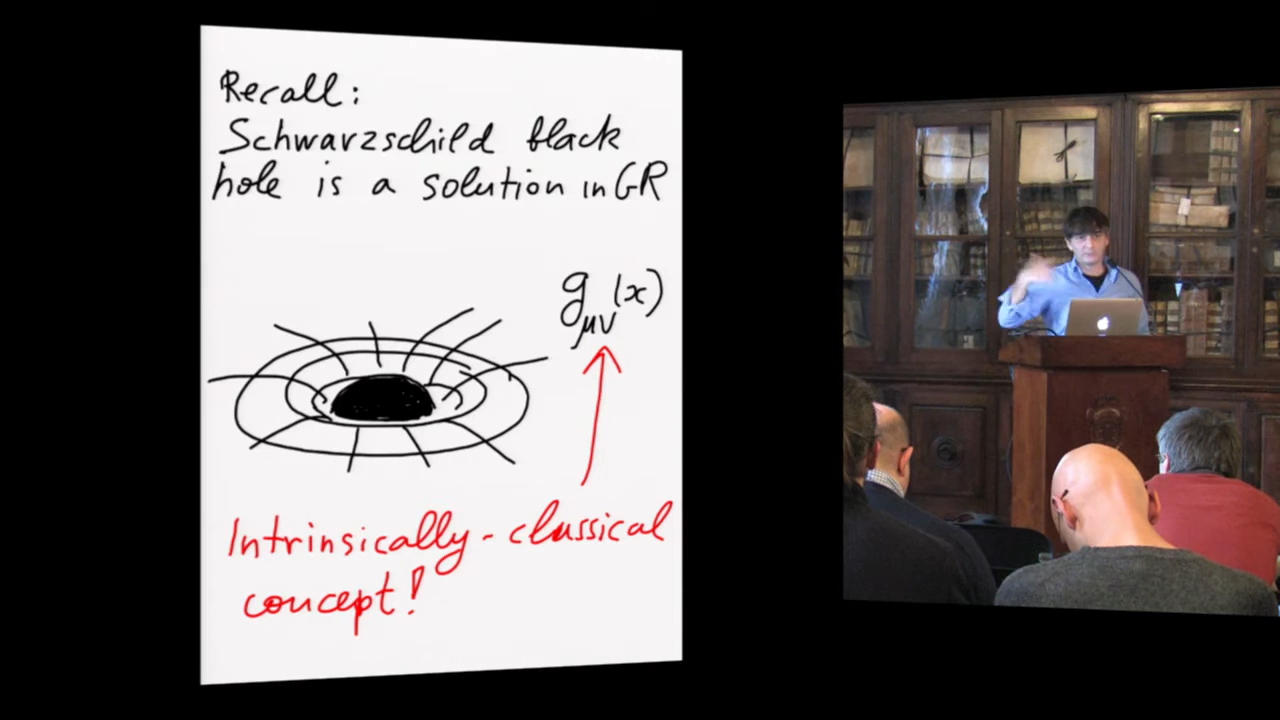 Recall:
Schwarzschild black
hole is a solution in GR
gμν(x)
Intrinsically - classical
concept!